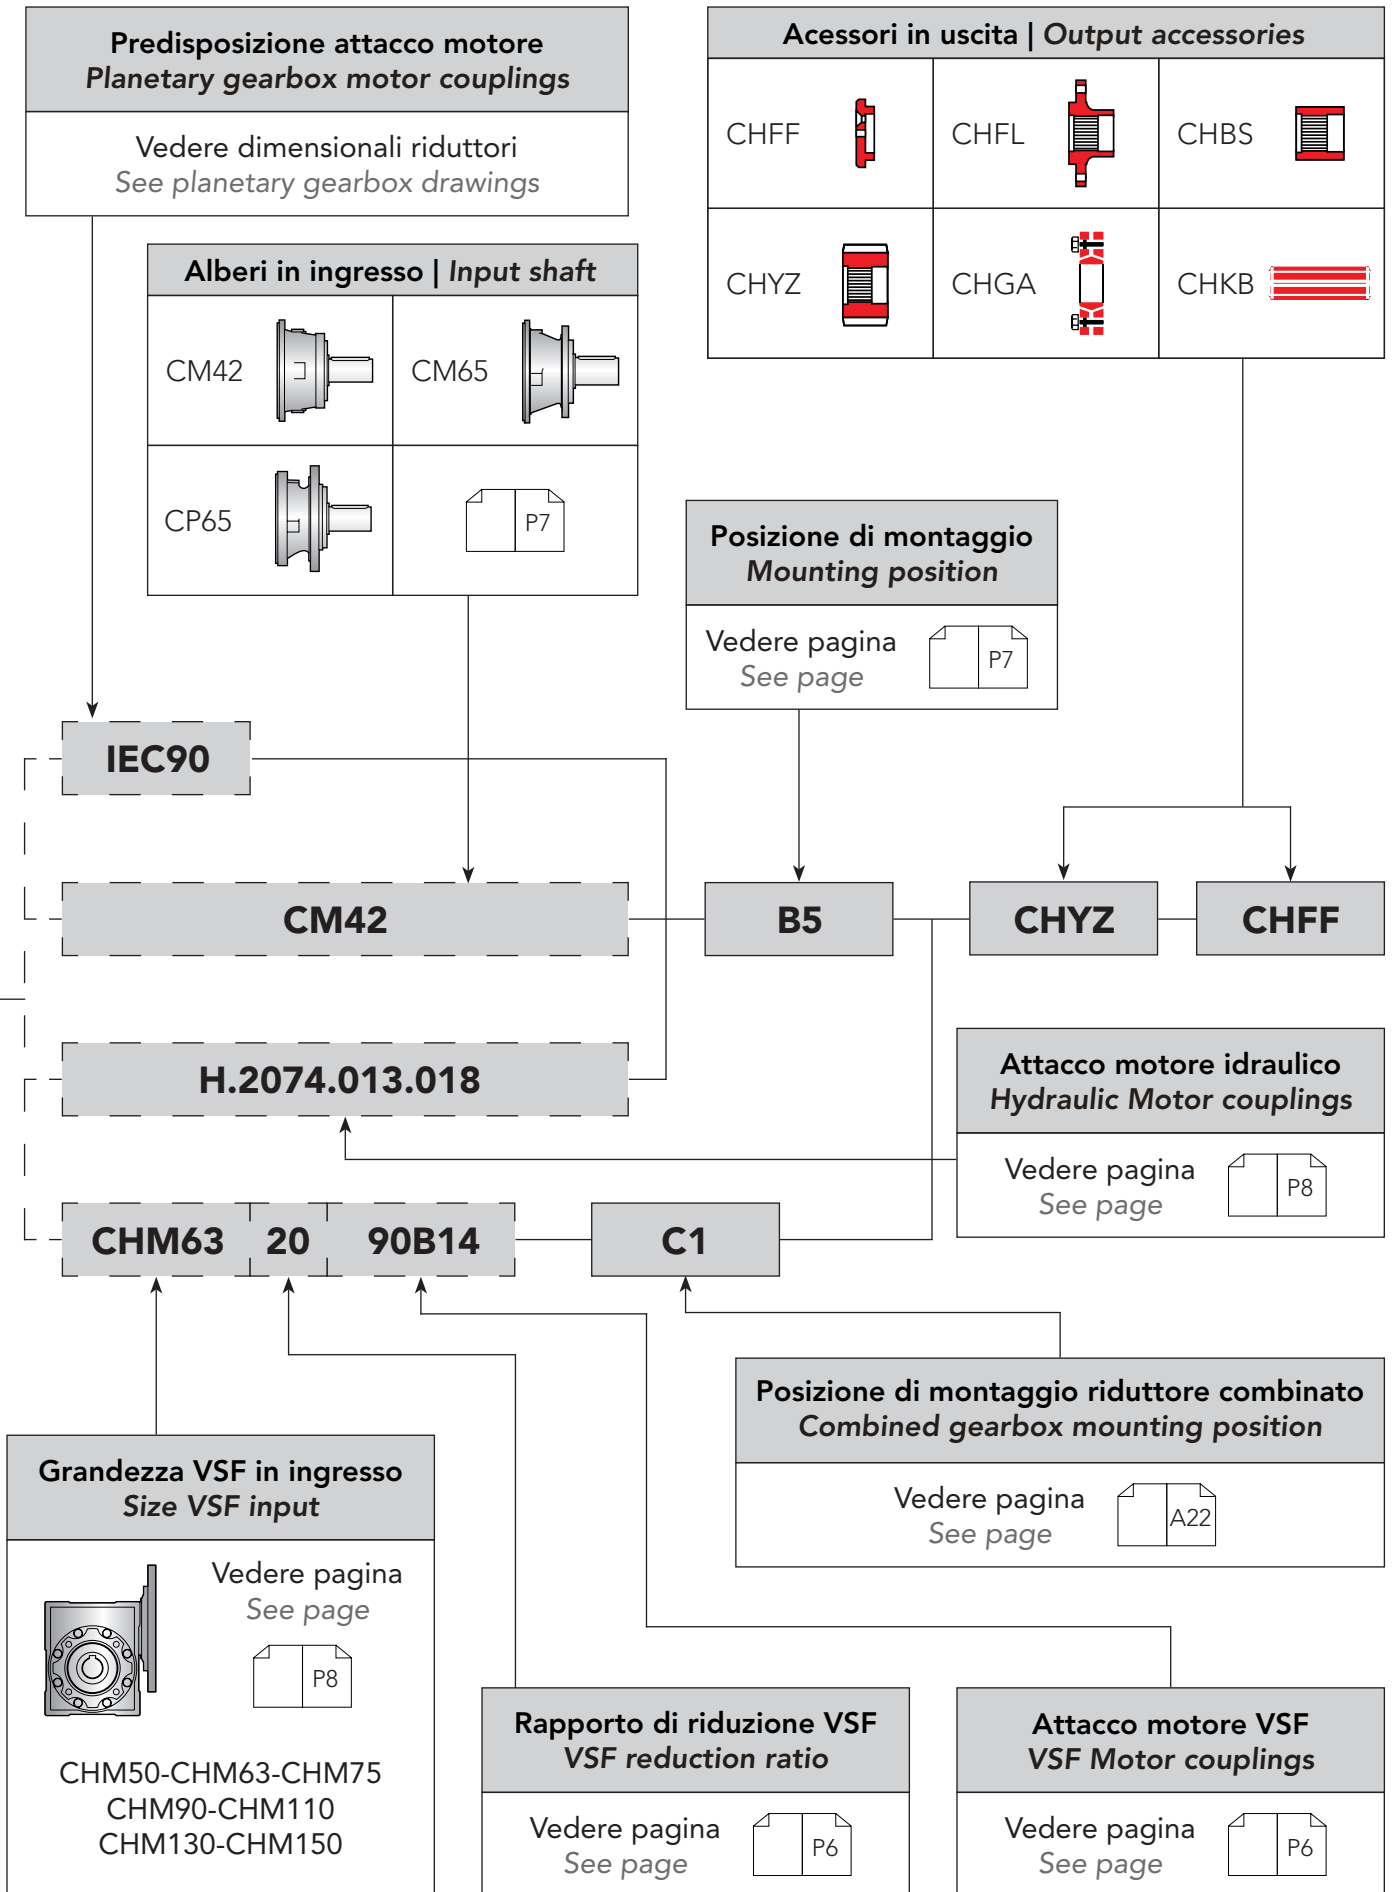 Predisposizione attacco motore
Planetary gearbox motor couplings
Vedere dimensionali riduttori
See planetary gearbox drawings
Acessori in uscita | Output accessories
CHFF
CHFL
CHBS
CHYZ
CHGA
CHKB
Alberi in ingresso | Input shaft
CM42
CM65
CP65
P7
Posizione di montaggio
Mounting position
Vedere pagina
See page
P7
IEC90
CM42
B5
CHYZ
CHFF
H.2074.013.018
Attacco motore idraulico
Hydraulic Motor couplings
Vedere pagina
See page
P8
CHM63
20
90B14
C1
Posizione di montaggio riduttore combinato
Combined gearbox mounting position
Vedere pagina
See page
A22
Grandezza VSF in ingresso
Size VSF input
Vedere pagina
See page
P8
CHM50-CHM63-CHM75
CHM90-CHM110
CHM130-CHM150
Rapporto di riduzione VSF
VSF reduction ratio
Vedere pagina
See page
P6
Attacco motore VSF
VSF Motor couplings
Vedere pagina
See page
P6